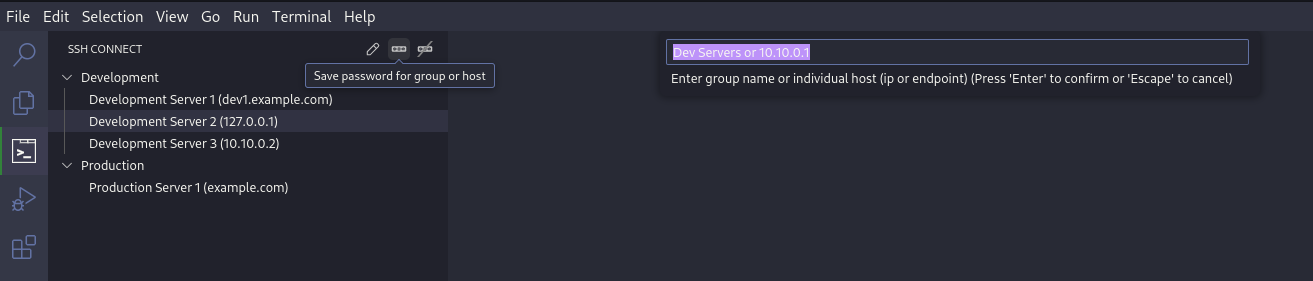 File Edit Selection View Go Run Terminal Help
SSH CONNECT
Save password for group or host
Development
Development Server 1 (dev1.example.com)
Development Server 2 (127.0.0.1)
Development Server 3 (10.10.0.2)
Production
Production Server 1 (example.com)
Dev Servers or 10.10.0.1
Enter group name or individual host (ip or endpoint) (Press 'Enter' to confirm or 'Escape' to cancel)